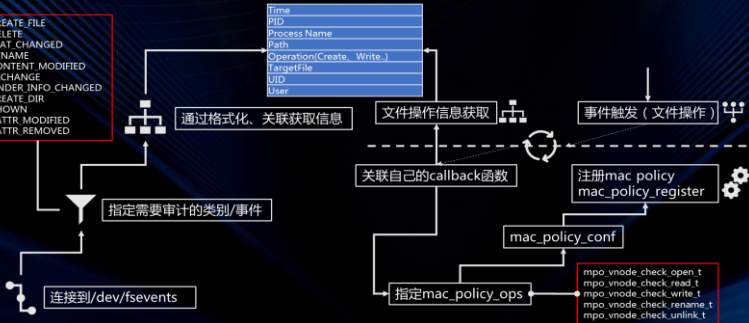 REATE_FILE
ELETE
AT_CHANGED
NAME
ONTENT_MODIFIED
CHANGE
NDER_INFO_CHANGED
REATE_DIR
HOWN
ATTR_MODIFIED
ATTR_REMOVED
Time
PID
Process Name
Path
Operation(Create、Write..)
TargetFile
UID
User
通过格式化、关联获取信息
文件操作信息获取
事件触发（文件操作）
指定需要审计的类别/事件
关联自己的callback函数
注册mac policy
mac_policy_register
mac_policy_conf
连接到/dev/fsevents
指定mac_policy_ops
mpo_vnode_check_open_t
mpo_vnode_check_read_t
mpo_vnode_check_write_t
mpo_vnode_check_rename_t
mpo_vnode_check_unlink_t